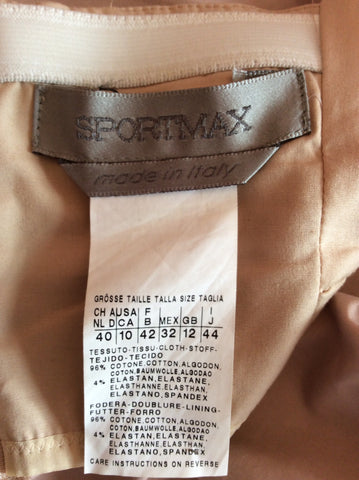 SPORTMAX
made in Italy
GRÖSSE TAILLE TALLA SIZE TAGLIA
CH AUSA F I
NL DCA B MEX GB J
40 10 42 32 12 44
TESSUTO-TISSU-CLOTH-STOFF-
TEJIDO-TECIDO
96% COTONE,COTTON,ALGODON,
COTON,BAUMWOLLE,ALGODAO
4% ELASTAN,ELASTANE,
ELASTHANNE,ELASTHAN,
ELASTANO,SPANDEX
FODERA-DOUBLURE-LINING-
FUTTER-FORRO
96% COTONE,COTTON,ALGODON,
COTON,BAUMWOLLE,ALGODAO
4% ELASTAN,ELASTANE,
ELASTHANNE,ELASTHAN,
ELASTANO,SPANDEX
CARE INSTRUCTIONS ON REVERSE